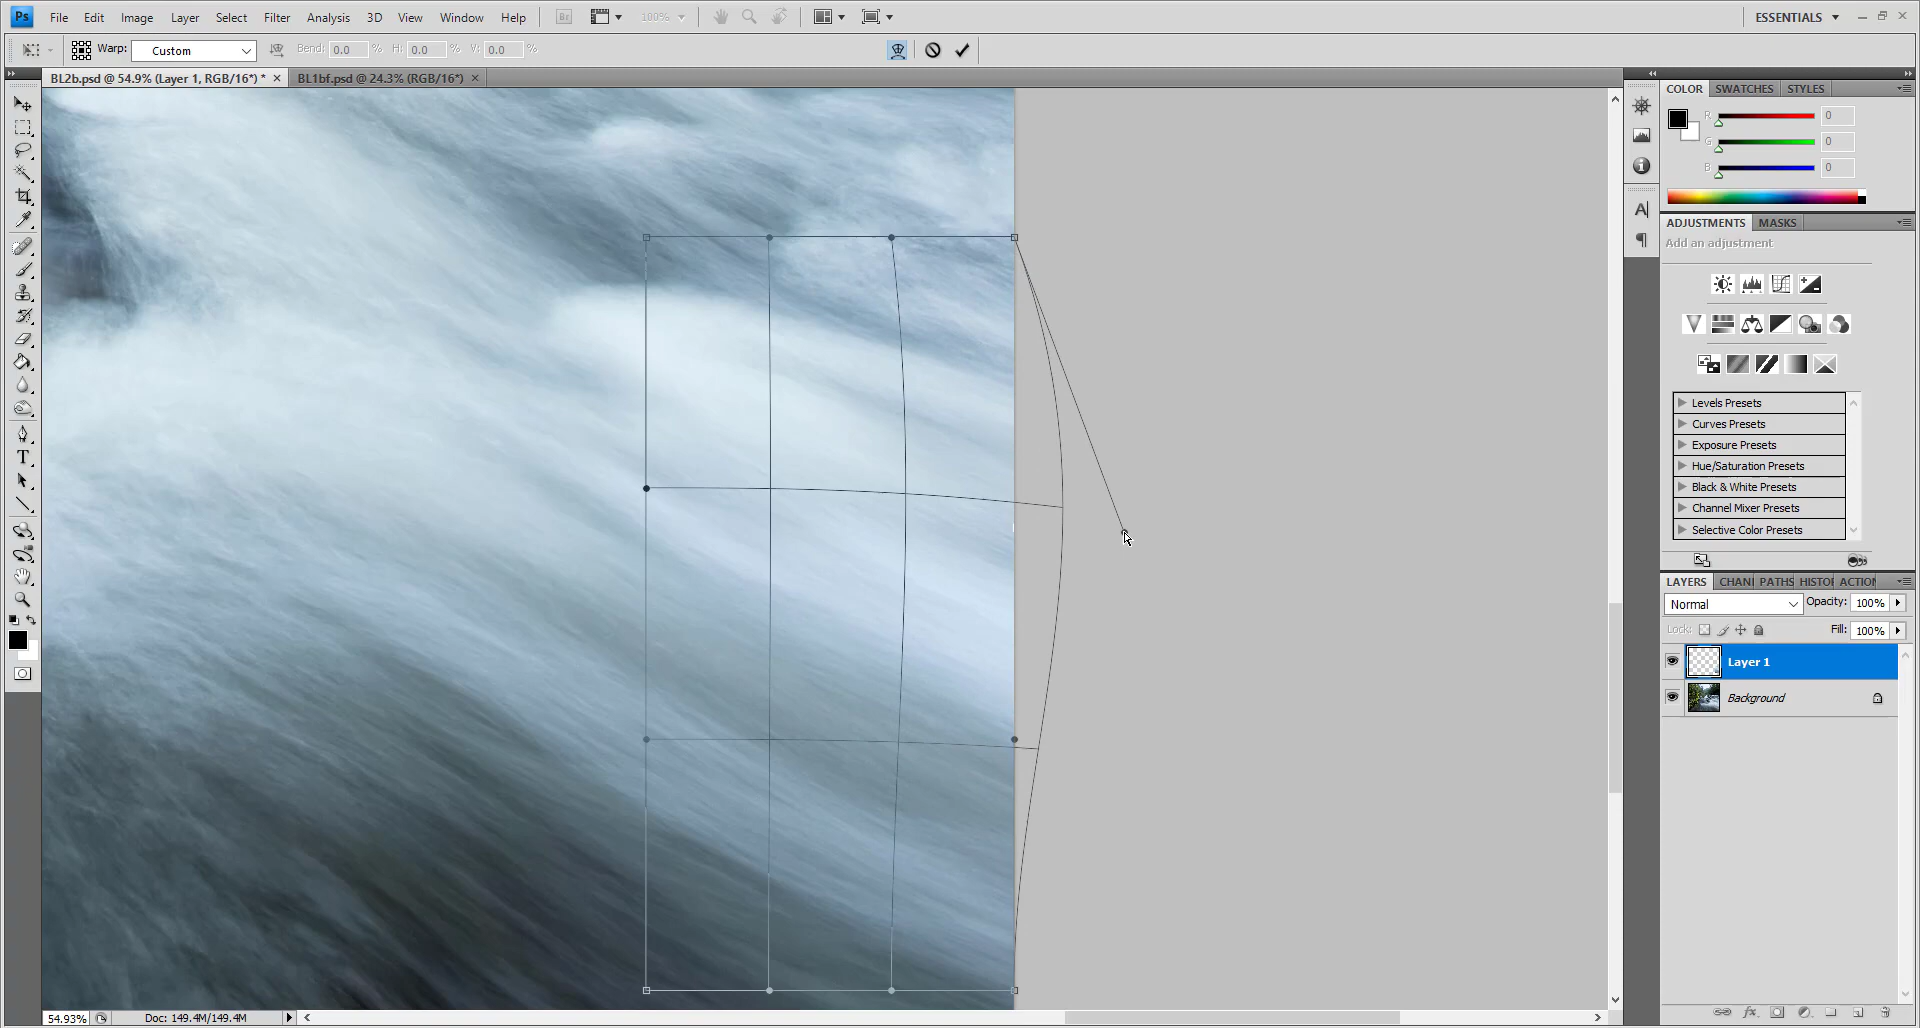 Ps File Edit Image Layer Select Filter Analysis 3D View Window Help Br 100% ESSENTIALS
Warp: Custom Bend: 0.0 % H: 0.0 % V: 0.0 %
BL2b.psd @ 54.9% (Layer 1, RGB/16*) * × BL1bf.psd @ 24.3% (RGB/16*) ×
COLOR SWATCHES STYLES
R 0
G 0
B 0
ADJUSTMENTS MASKS
Add an adjustment
Levels Presets
Curves Presets
Exposure Presets
Hue/Saturation Presets
Black & White Presets
Channel Mixer Presets
Selective Color Presets
LAYERS CHANI PATHS HISTOI ACTION
Normal Opacity: 100%
Lock: Fill: 100%
Layer 1
Background
54.93% Doc: 149.4M/149.4M